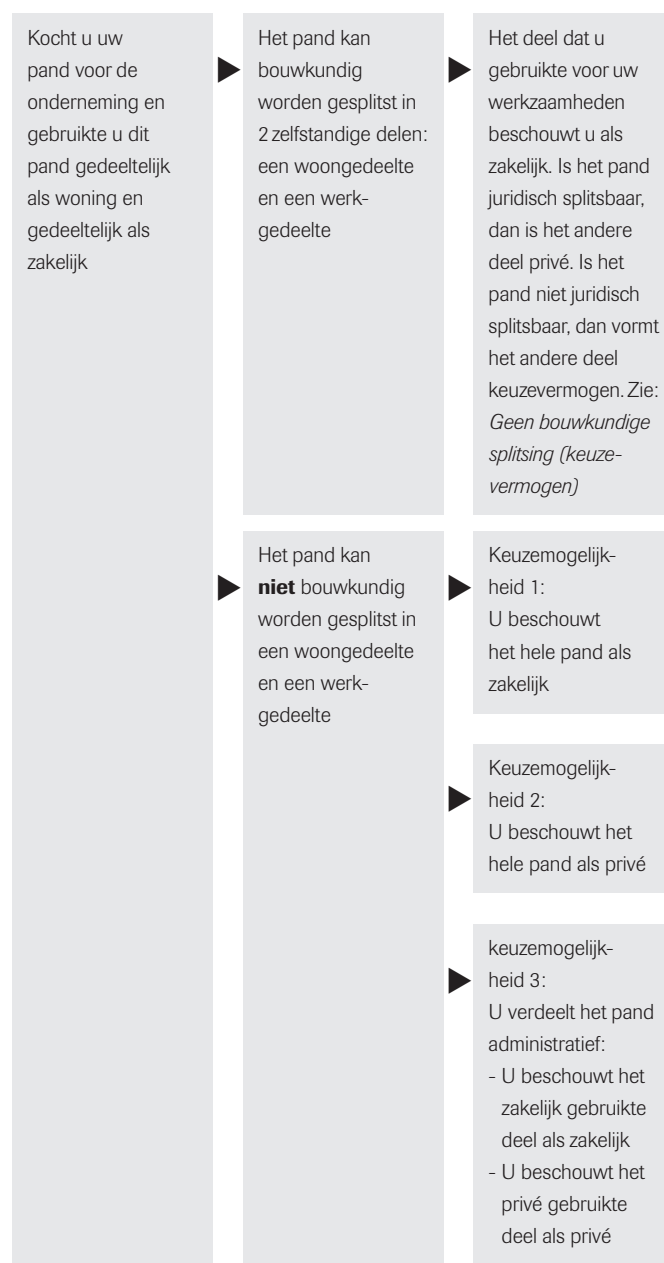 Kocht u uw
pand voor de
onderneming en
gebruikte u dit
pand gedeeltelijk
als woning en
gedeeltelijk als
zakelijk
Het pand kan
bouwkundig
worden gesplitst in
2 zelfstandige delen:
een woongedeelte
en een werk-
gedeelte
Het deel dat u
gebruikte voor uw
werkzaamheden
beschouwt u als
zakelijk. Is het pand
juridisch splitsbaar,
dan is het andere
deel privé. Is het
pand niet juridisch
splitsbaar, dan vormt
het andere deel
keuzevermogen. Zie:
Geen bouwkundige
splitsing (keuze-
vermogen)
Het pand kan
niet bouwkundig
worden gesplitst in
een woongedeelte
en een werk-
gedeelte
Keuzemogelijk-
heid 1:
U beschouwt
het hele pand als
zakelijk
Keuzemogelijk-
heid 2:
U beschouwt het
hele pand als privé
keuzemogelijk-
heid 3:
U verdeelt het pand
administratief:
- U beschouwt het
zakelijk gebruikte
deel als zakelijk
- U beschouwt het
privé gebruikte
deel als privé